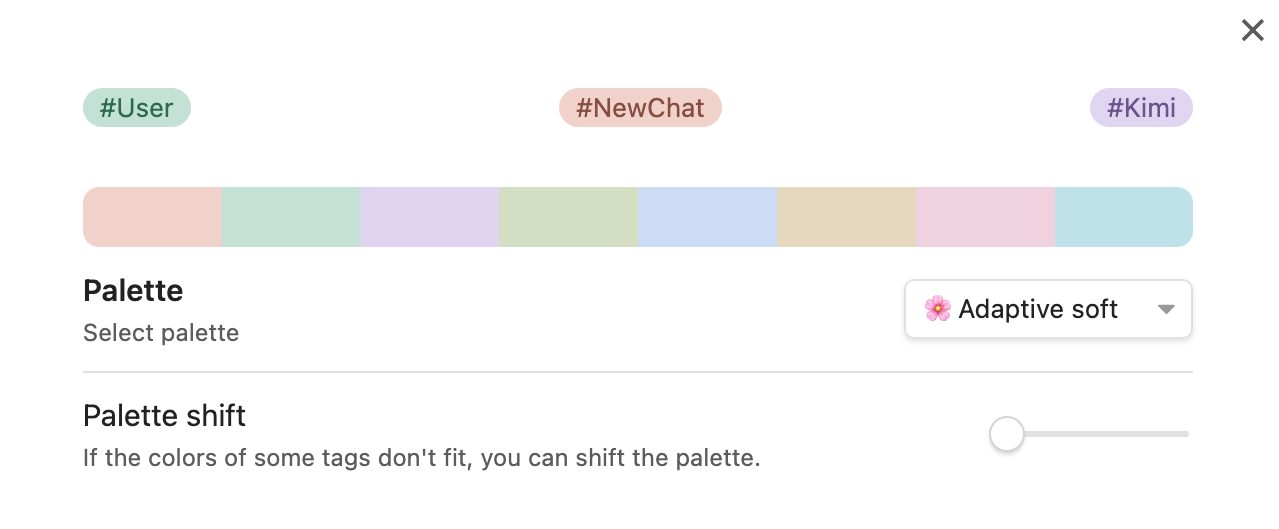 #User #NewChat #Kimi
Palette
Select palette
🌸 Adaptive soft
Palette shift
If the colors of some tags don't fit, you can shift the palette.